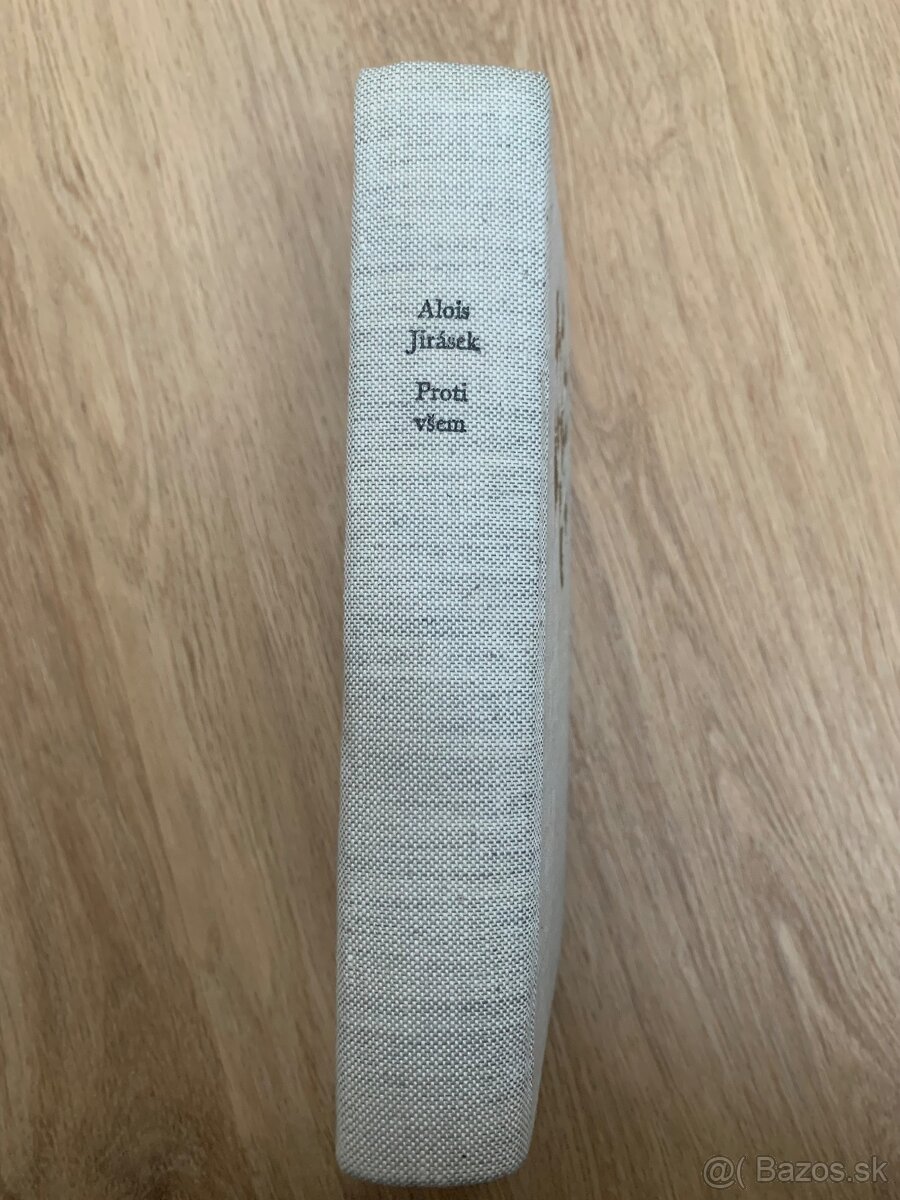 Alois
Jirásek
Proti
všem
@( Bazos.sk